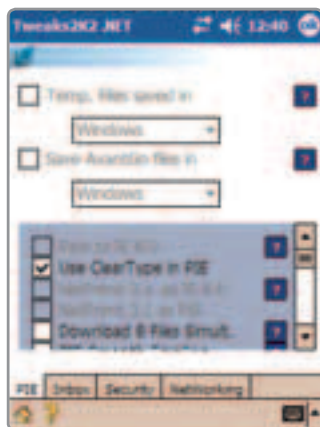 Tweaks2K2 .NET 12:40 ok
Temp. Files saved in
Windows
Save AvantGo files in
Windows
Use ClearType in PIE
Download 8 Files Simult.
PIE Inbox Security Networking